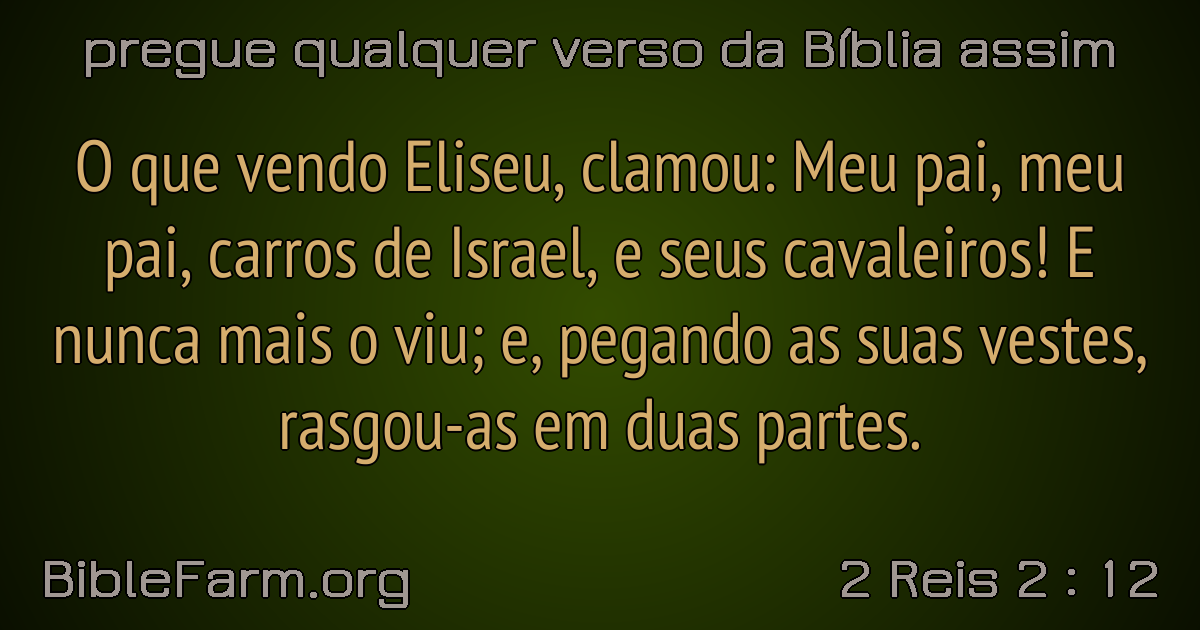 pregue qualquer verso da Bíblia assim
O que vendo Eliseu, clamou: Meu pai, meu
pai, carros de Israel, e seus cavaleiros! E
nunca mais o viu; e, pegando as suas vestes,
rasgou-as em duas partes.
BibleFarm.org
2 Reis 2 : 12